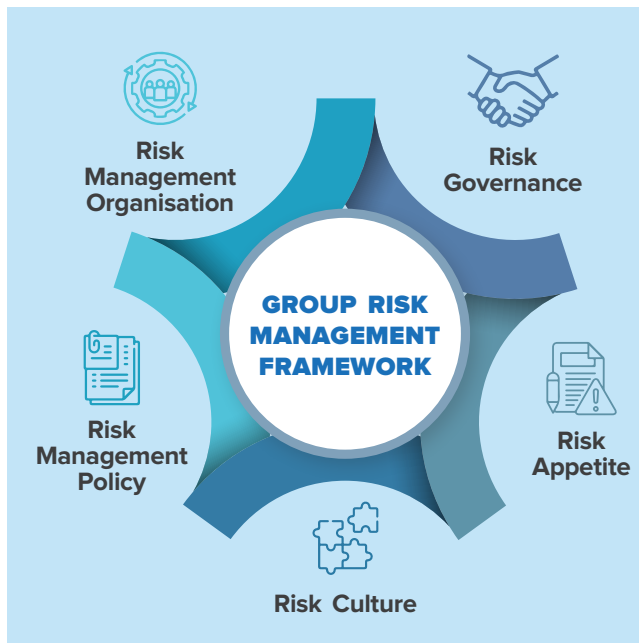 Risk
Management
Organisation
Risk
Governance
GROUP RISK
MANAGEMENT
FRAMEWORK
Risk
Management
Policy
Risk
Appetite
Risk Culture